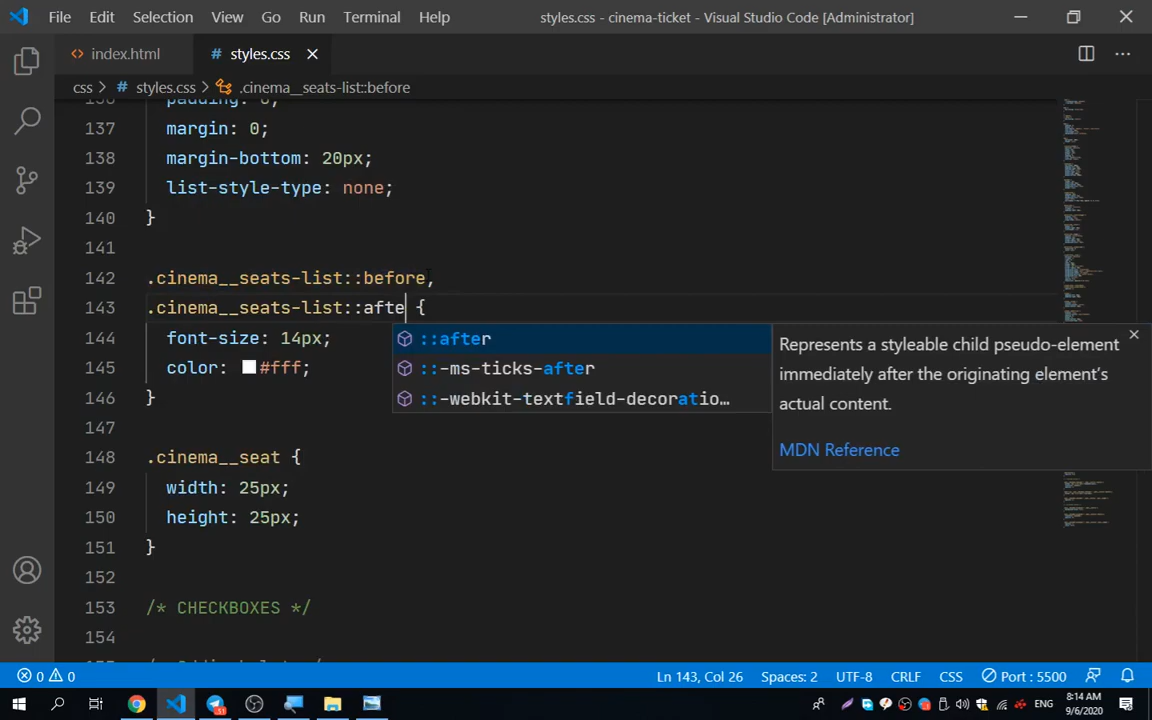 File Edit Selection View Go Run Terminal Help styles.css - cinema-ticket - Visual Studio Code [Administrator]
index.html styles.css
css styles.css .cinema__seats-list::before
136 padding: 0;
137 margin: 0;
138 margin-bottom: 20px;
139 list-style-type: none;
140 }
141
142 .cinema__seats-list::before,
143 .cinema__seats-list::afte {
144 font-size: 14px;
145 color: #fff;
146 }
147
148 .cinema__seat {
149 width: 25px;
150 height: 25px;
151 }
152
153 /* CHECKBOXES */
154
::after
::-ms-ticks-after
::-webkit-textfield-decoratio…
Represents a styleable child pseudo-element
immediately after the originating element's
actual content.
MDN Reference
0 0 Ln 143, Col 26 Spaces: 2 UTF-8 CRLF CSS Port : 5500
ENG 8:14 AM
9/6/2020